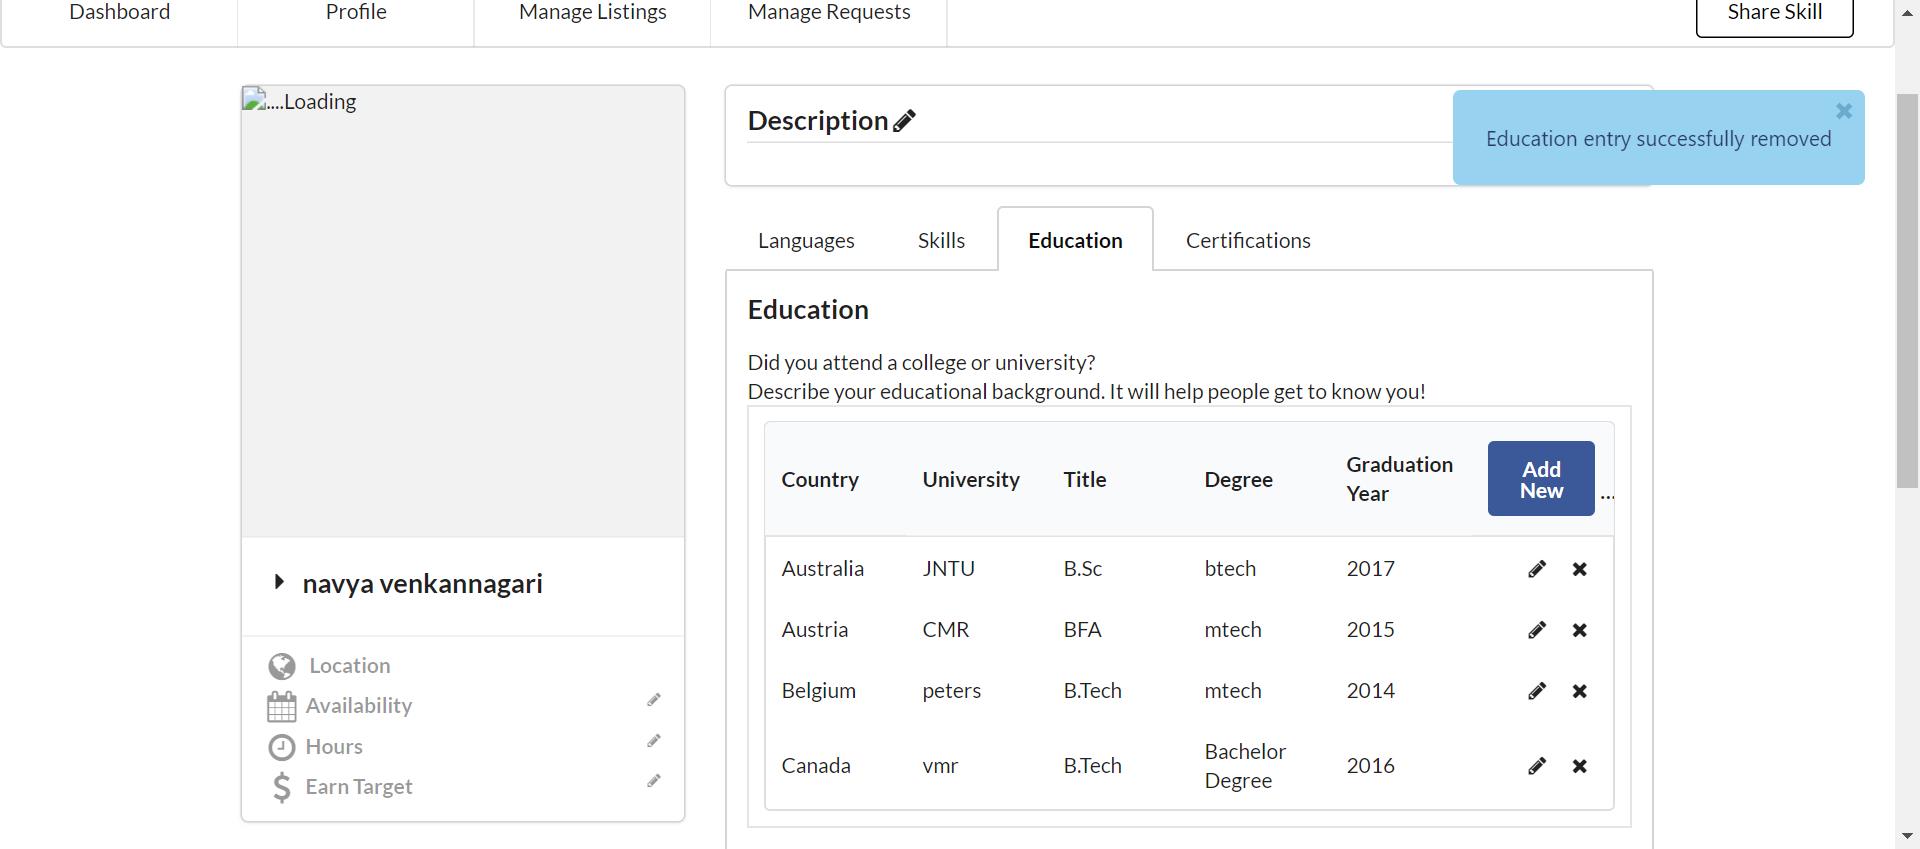 Dashboard
Profile
Manage Listings
Manage Requests
Share Skill
....Loading
Description
Education entry successfully removed
Languages
Skills
Education
Certifications
Education
Did you attend a college or university?
Describe your educational background. It will help people get to know you!
Country University Title Degree Graduation Year Add New ...
Australia JNTU B.Sc btech 2017
Austria CMR BFA mtech 2015
Belgium peters B.Tech mtech 2014
Canada vmr B.Tech Bachelor Degree 2016
navya venkannagari
Location
Availability
Hours
Earn Target